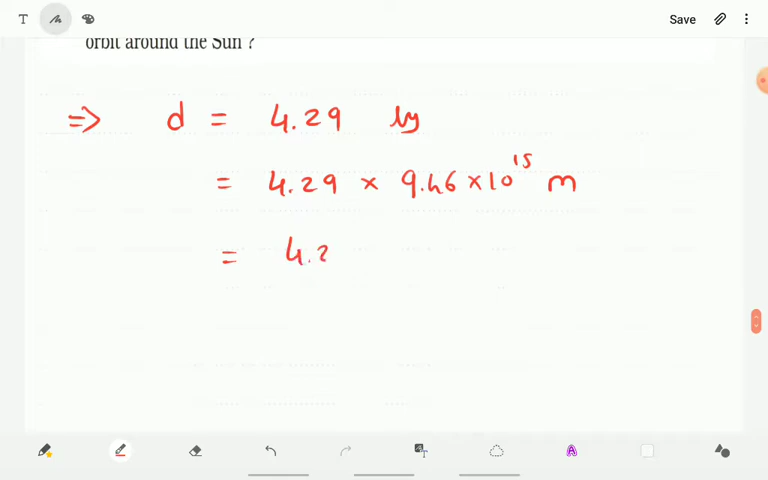 Save
orbit around the Sun ?
=> d = 4.29 ly
= 4.29 × 9.46 × 10¹⁵ m
= 4.2